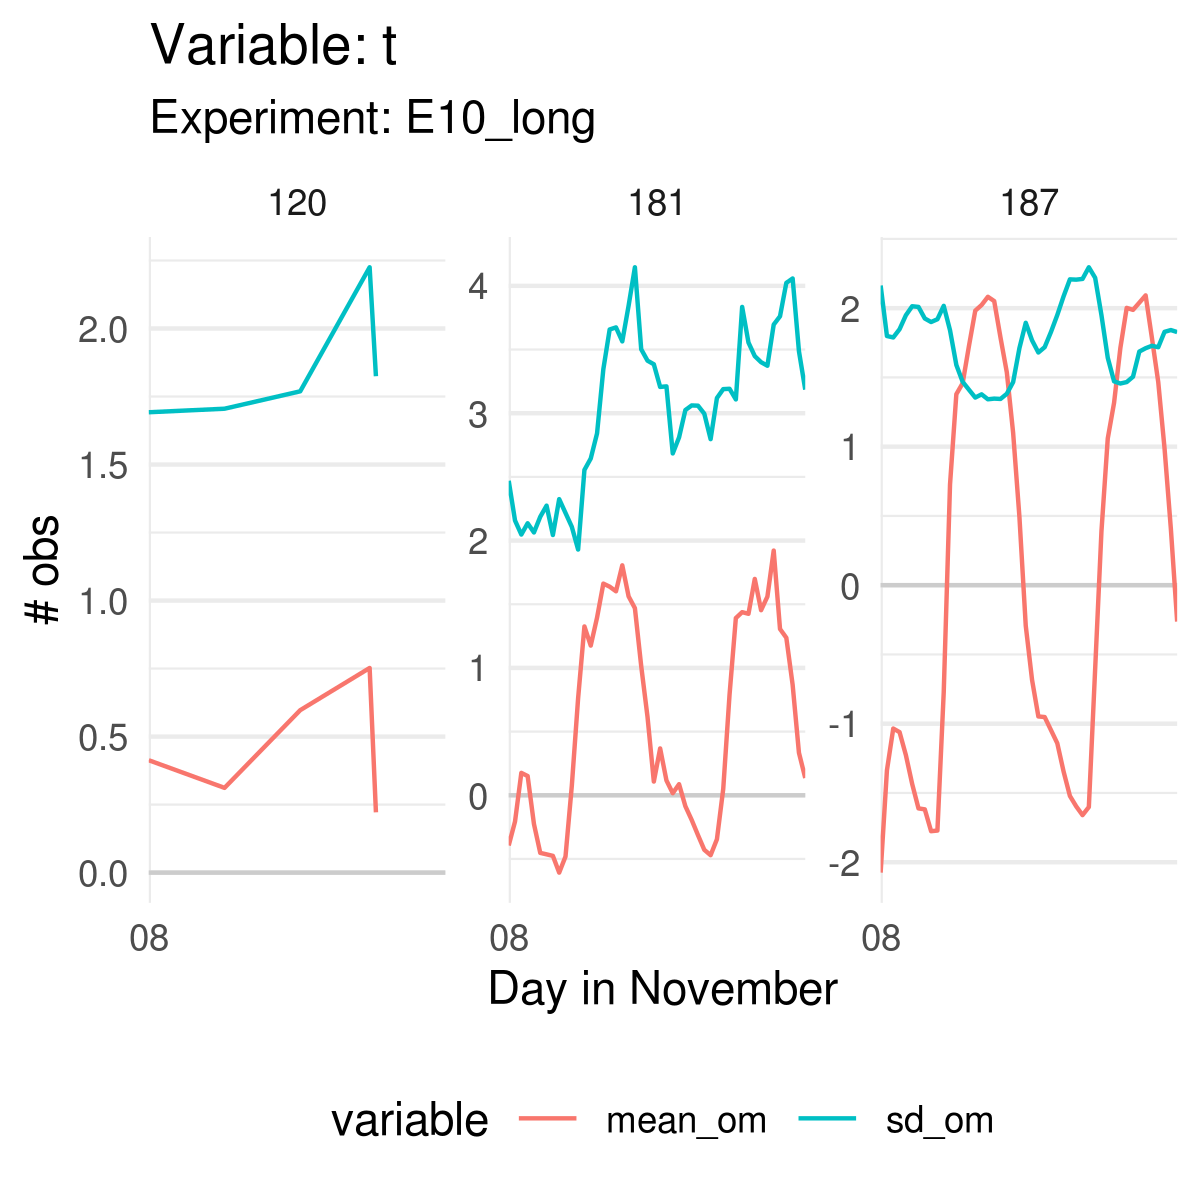 Variable: t
Experiment: E10_long
120 181 187
2.0
1.5
1.0
0.5
0.0
4
3
2
1
0
2
1
0
-1
-2
# obs
08 08 08
Day in November
variable mean_om sd_om